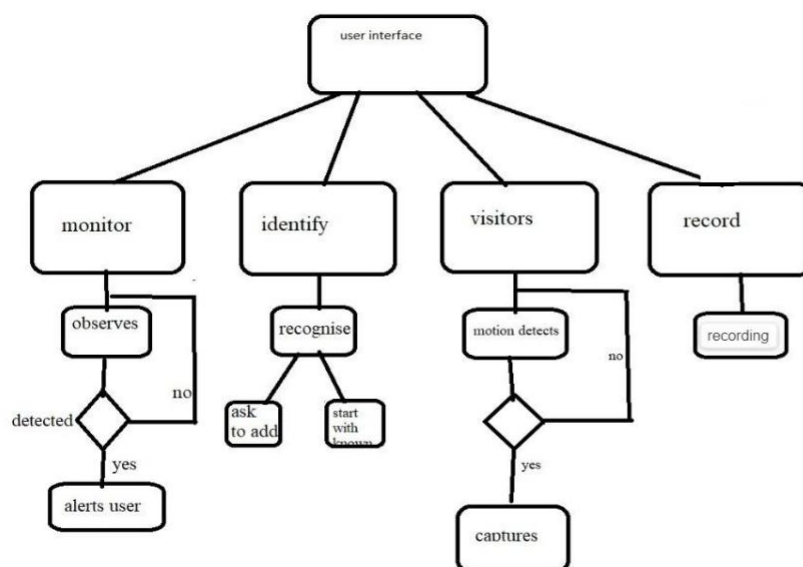 user interface
monitor
identify
visitors
record
observes
recognise
motion detects
recording
no
no
detected
ask
to add
start
with
known
yes
yes
alerts user
captures